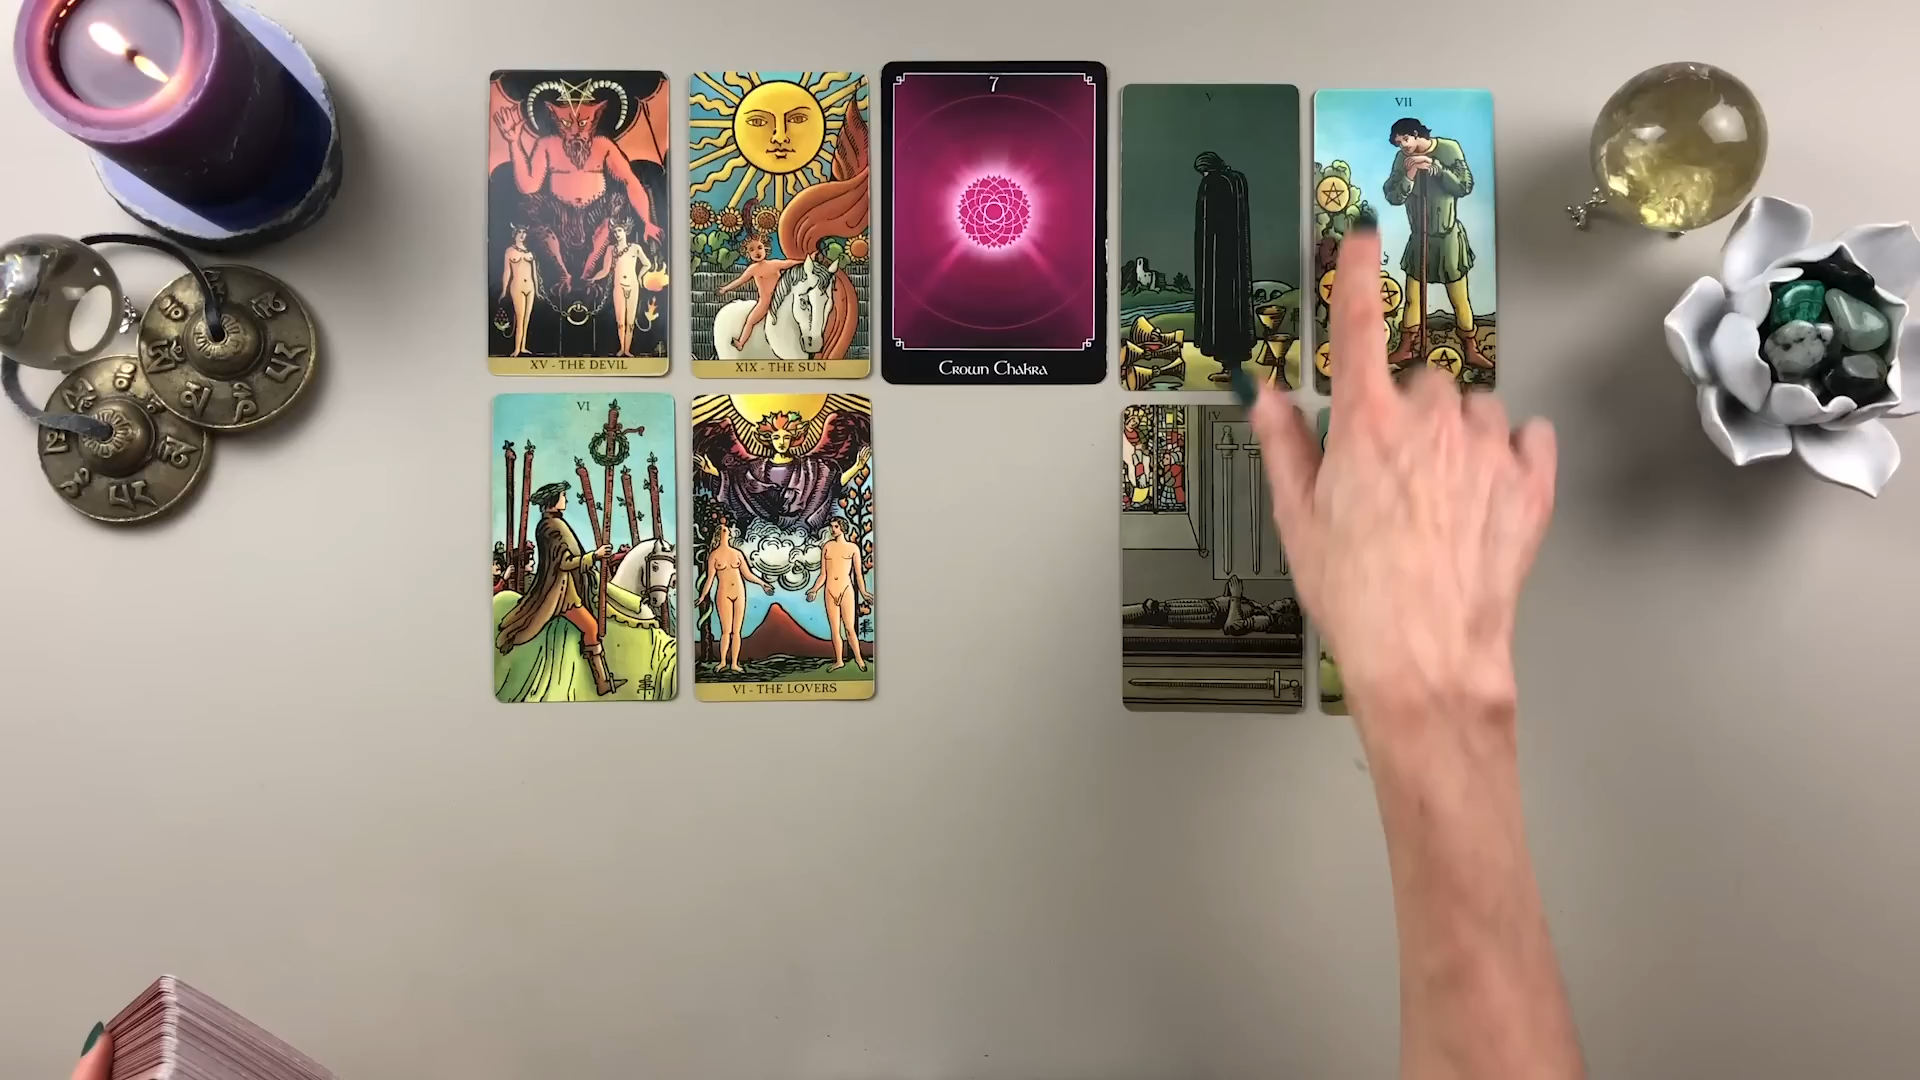 XV - THE DEVIL
XIX - THE SUN
7
Crown Chakra
V
VII
VI
VI - THE LOVERS
IV